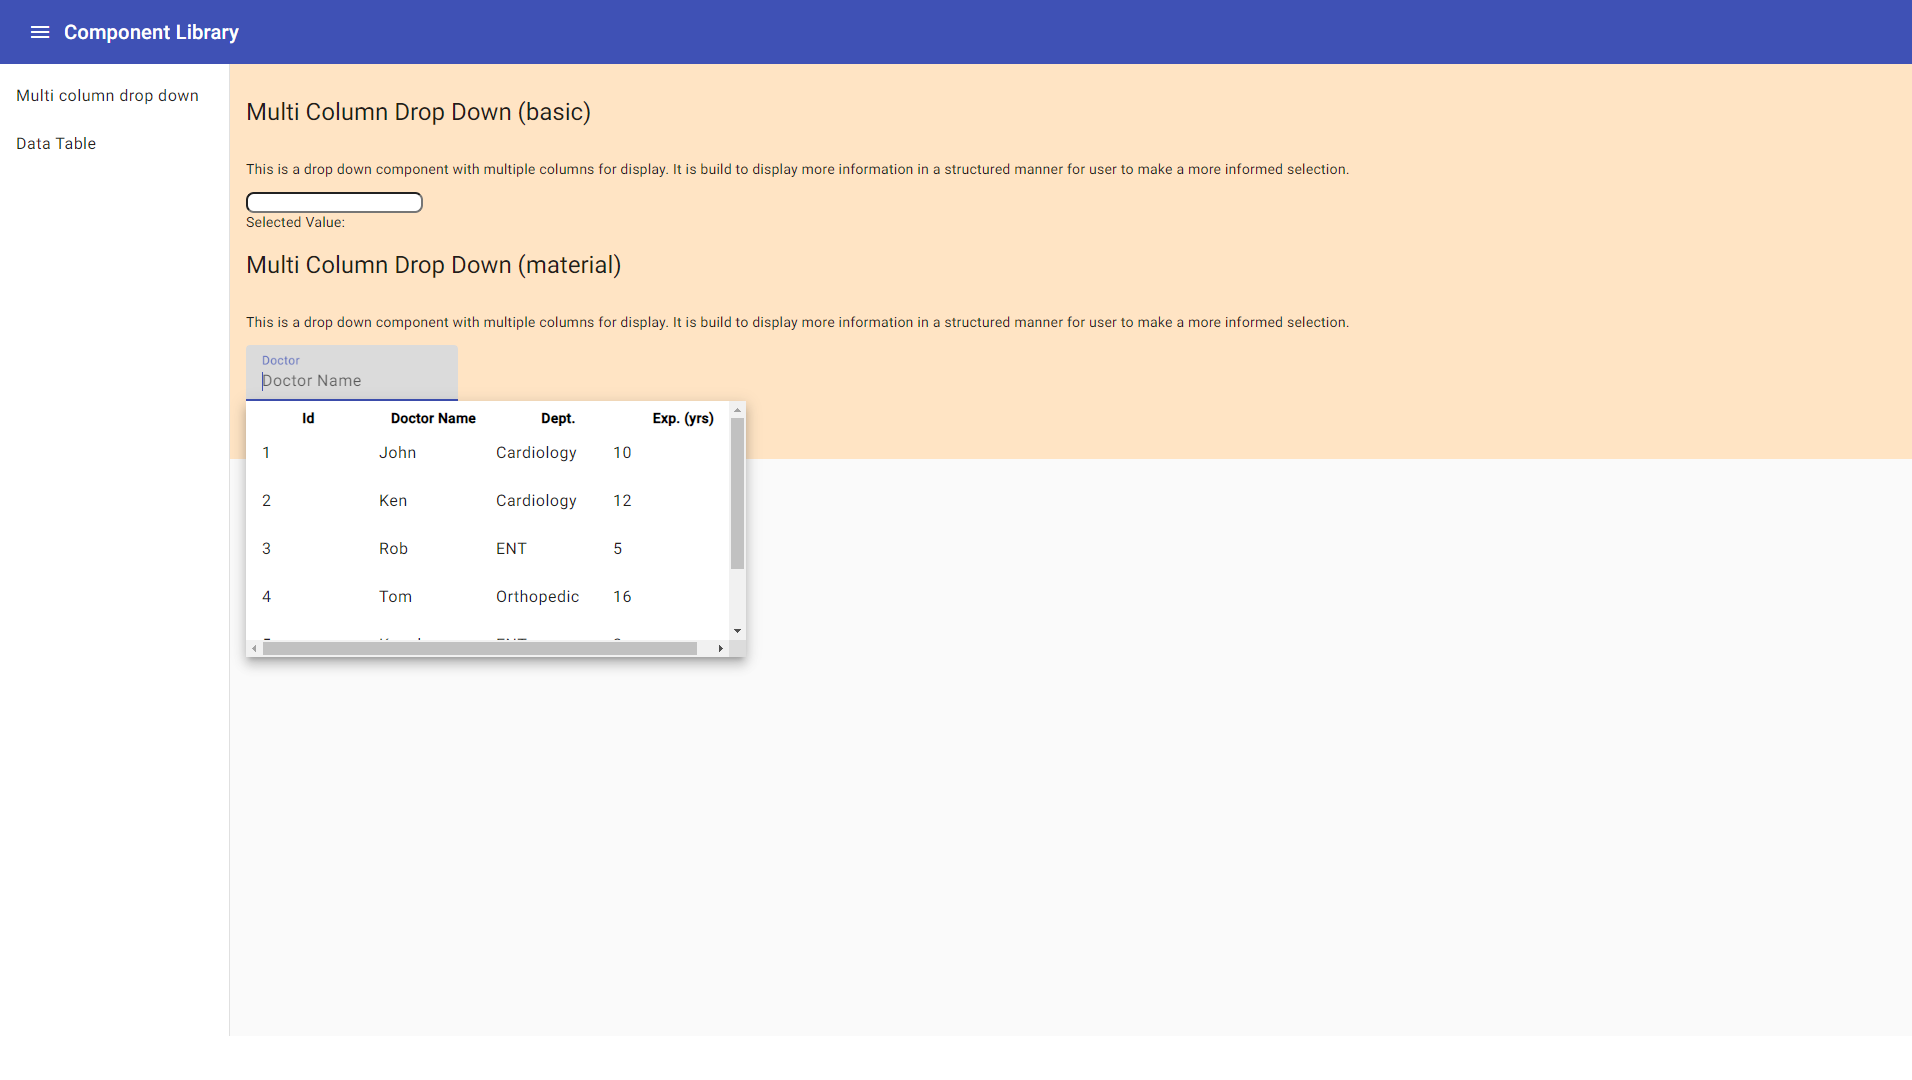 Component Library
Multi column drop down
Data Table
Multi Column Drop Down (basic)
This is a drop down component with multiple columns for display. It is build to display more information in a structured manner for user to make a more informed selection.
Selected Value:
Multi Column Drop Down (material)
This is a drop down component with multiple columns for display. It is build to display more information in a structured manner for user to make a more informed selection.
Doctor
Doctor Name
Id Doctor Name Dept. Exp. (yrs)
1 John Cardiology 10
2 Ken Cardiology 12
3 Rob ENT 5
4 Tom Orthopedic 16